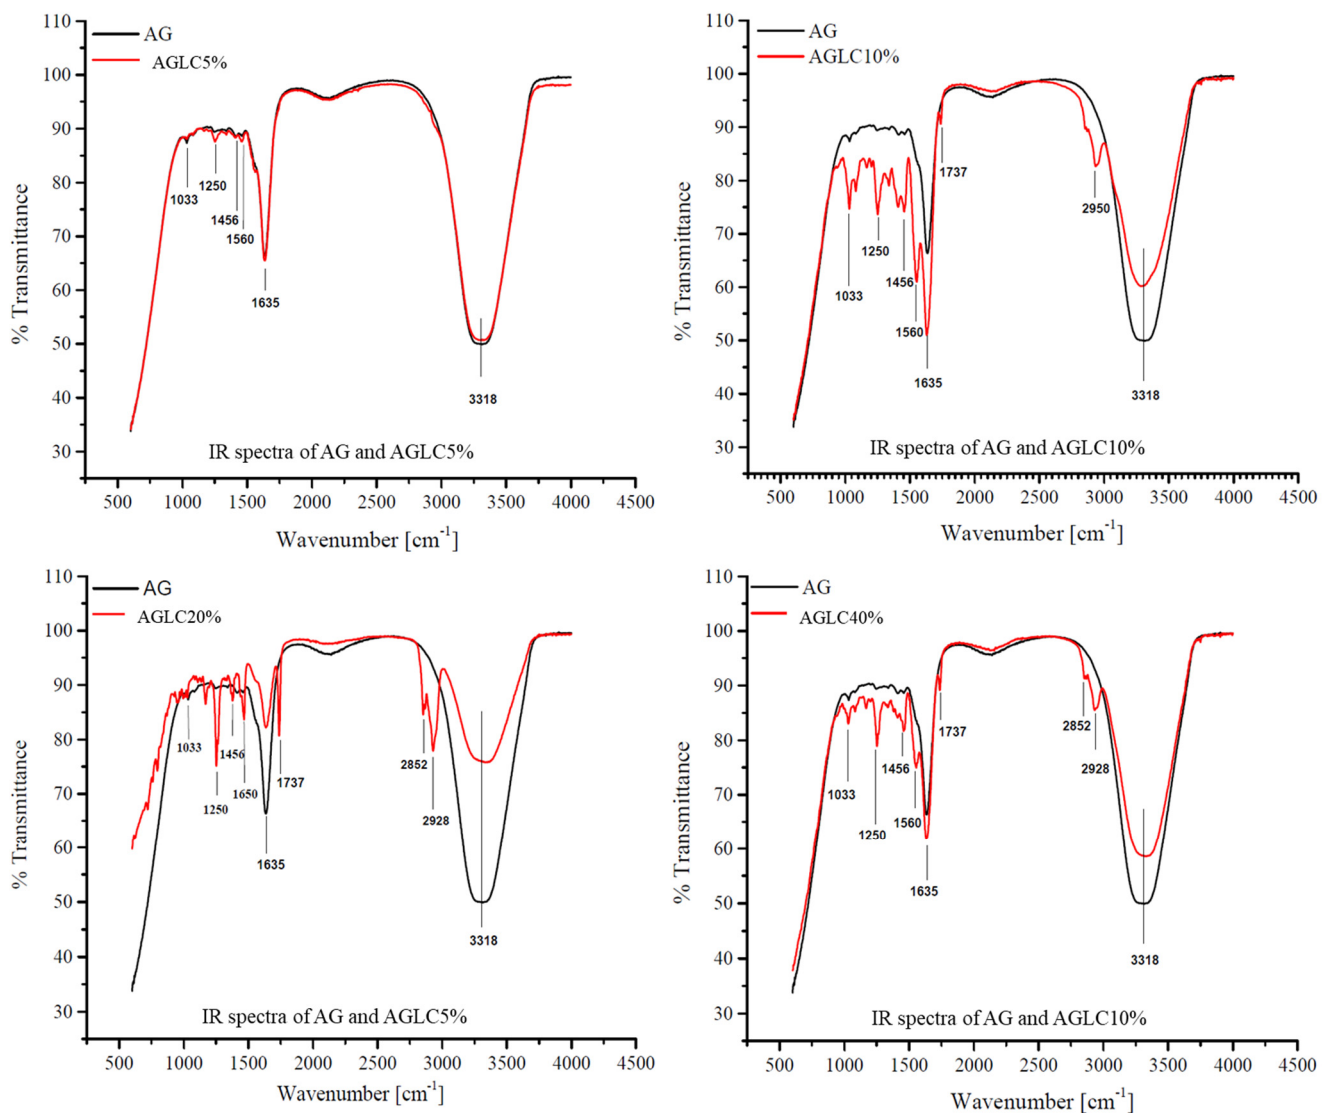 AG
AGLC5%
% Transmittance
110
100
90
80
70
60
50
40
30
1033
1250
1456
1560
1635
3318
IR spectra of AG and AGLC5%
500 1000 1500 2000 2500 3000 3500 4000 4500
Wavenumber [cm-1]
AG
AGLC10%
% Transmittance
110
100
90
80
70
60
50
40
30
1737
2950
1033
1250
1456
1560
1635
3318
IR spectra of AG and AGLC10%
500 1000 1500 2000 2500 3000 3500 4000 4500
Wavenumber [cm-1]
AG
AGLC20%
% Transmittance
110
100
90
80
70
60
50
40
30
1033
1456
1250
1650
1737
1635
2852
2928
3318
IR spectra of AG and AGLC5%
500 1000 1500 2000 2500 3000 3500 4000 4500
Wavenumber [cm-1]
AG
AGLC40%
% Transmittance
110
100
90
80
70
60
50
40
30
1737
2852
2928
1033
1456
1250
1560
1635
3318
IR spectra of AG and AGLC10%
500 1000 1500 2000 2500 3000 3500 4000 4500
Wavenumber [cm-1]